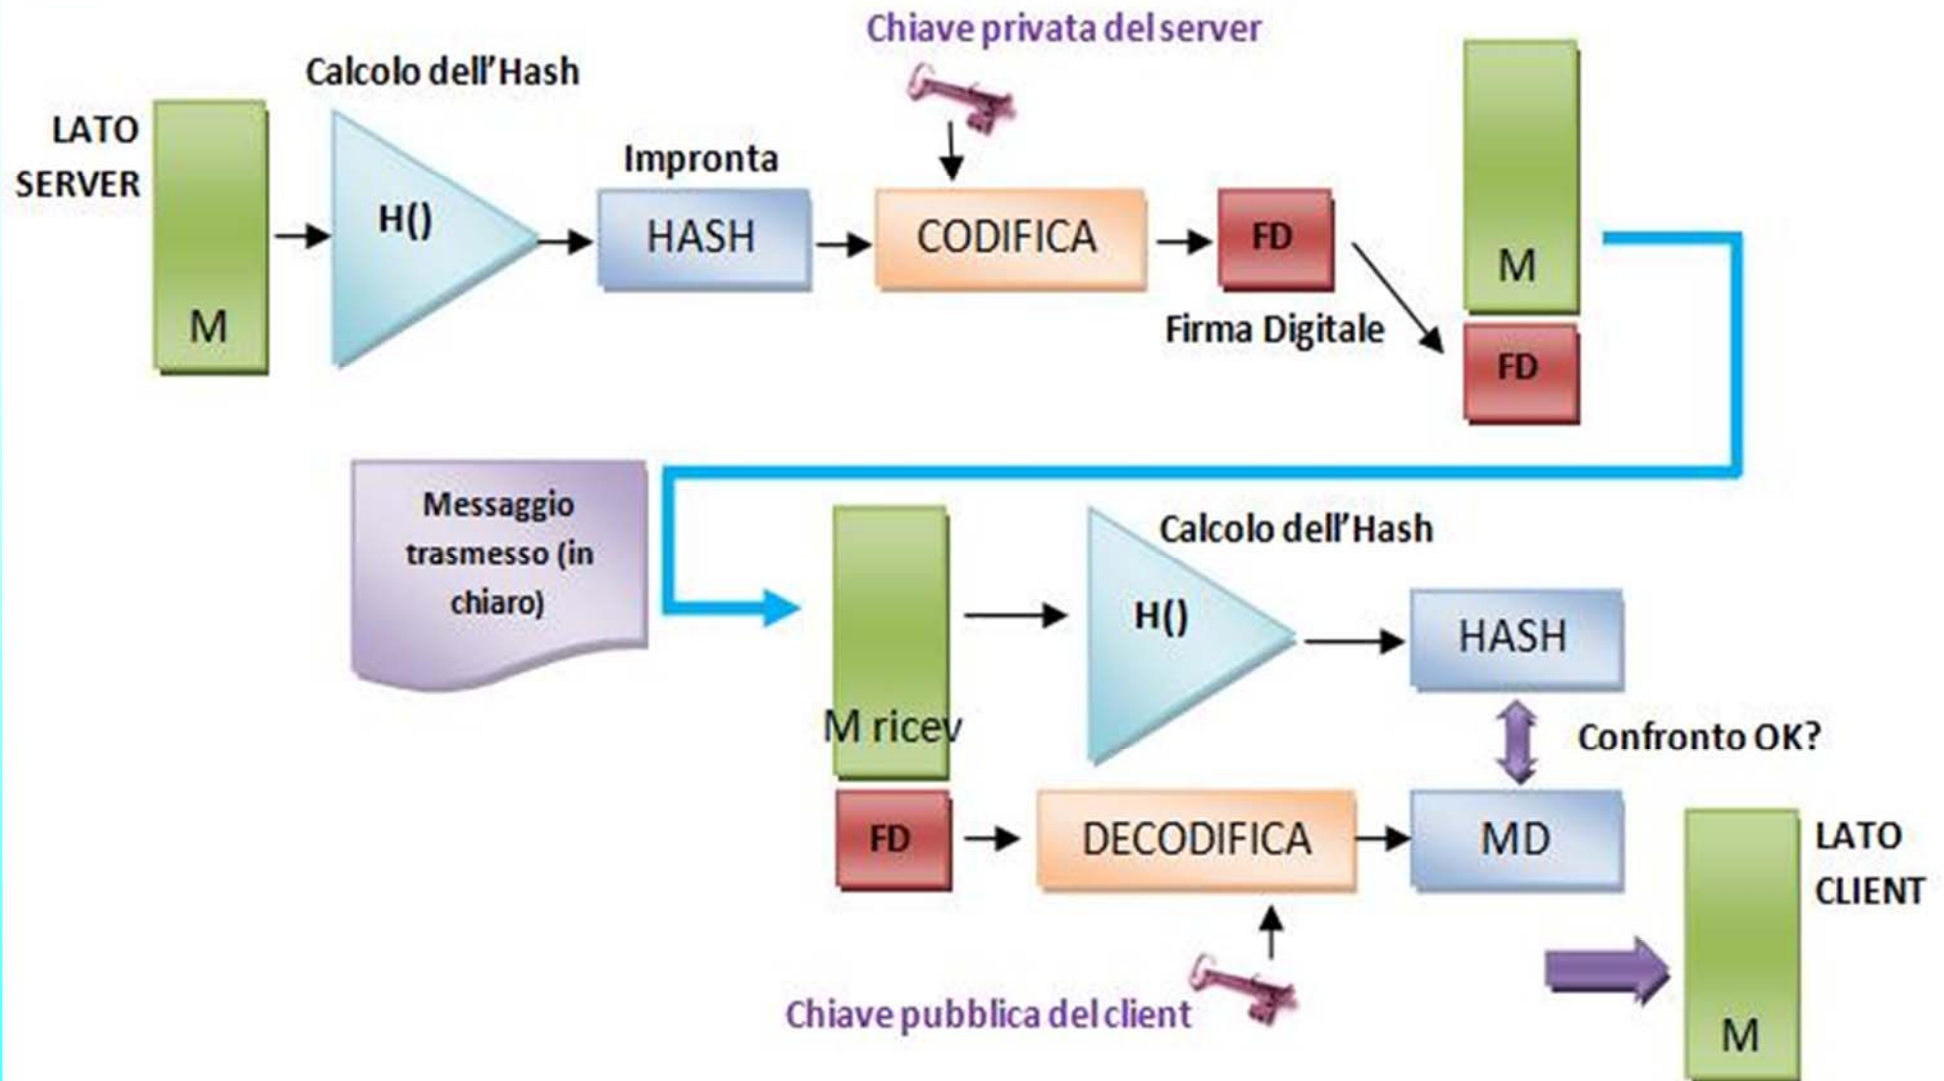 Chiave privata del server
Calcolo dell'Hash
LATO
SERVER
M
H()
Impronta
HASH
CODIFICA
FD
Firma Digitale
M
FD
Messaggio
trasmesso (in
chiaro)
M ricev
Calcolo dell'Hash
H()
HASH
Confronto OK?
FD
DECODIFICA
MD
Chiave pubblica del client
LATO
CLIENT
M